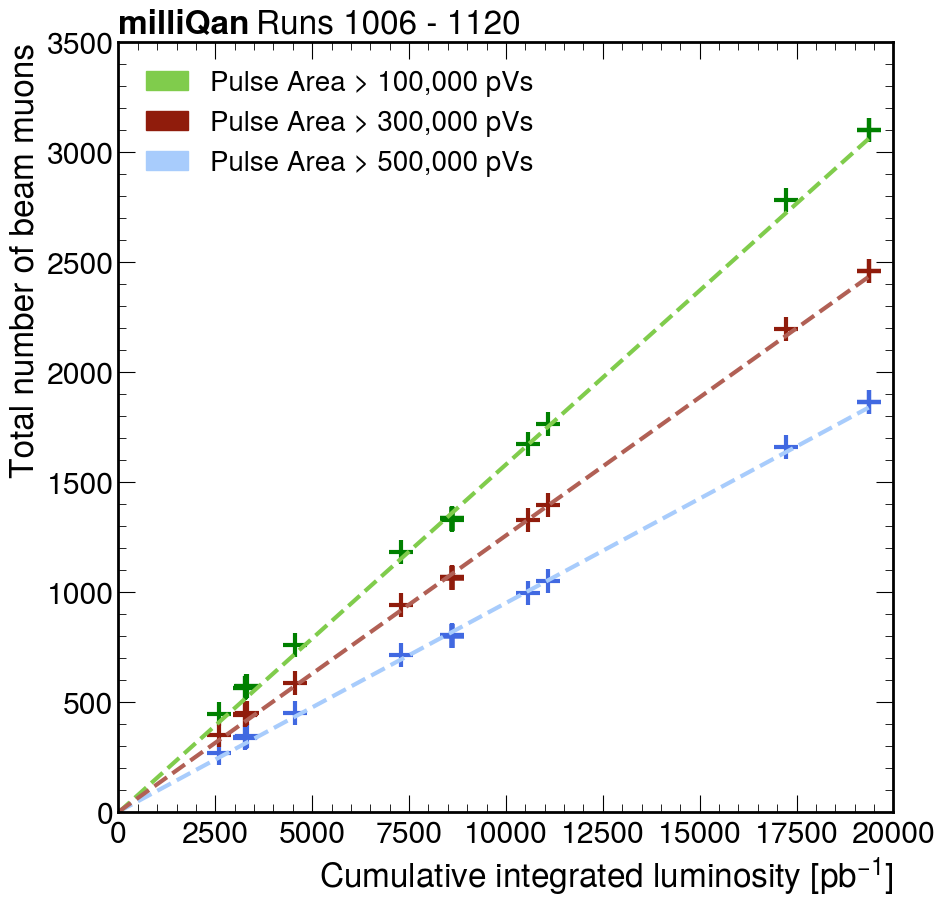 milliQan Runs 1006 - 1120
Total number of beam muons
3500
3000
2500
2000
1500
1000
500
0
Pulse Area > 100,000 pVs
Pulse Area > 300,000 pVs
Pulse Area > 500,000 pVs
0 2500 5000 7500 10000 12500 15000 17500 20000
Cumulative integrated luminosity [pb⁻¹]